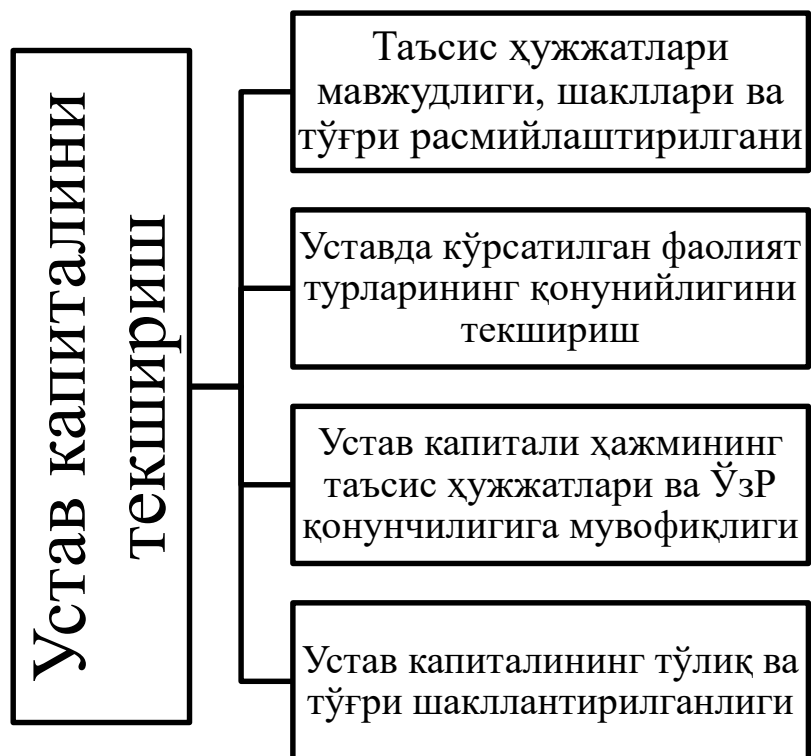 Устав капиталини
текшириш
Таъсис ҳужжатлари
мавжудлиги, шакллари ва
тўғри расмийлаштирилгани
Уставда кўрсатилган фаолият
турларининг қонунийлигини
текшириш
Устав капитали ҳажмининг
таъсис ҳужжатлари ва ЎзР
қонунчилигига мувофиқлиги
Устав капиталининг тўлиқ ва
тўғри шакллантирилганлиги